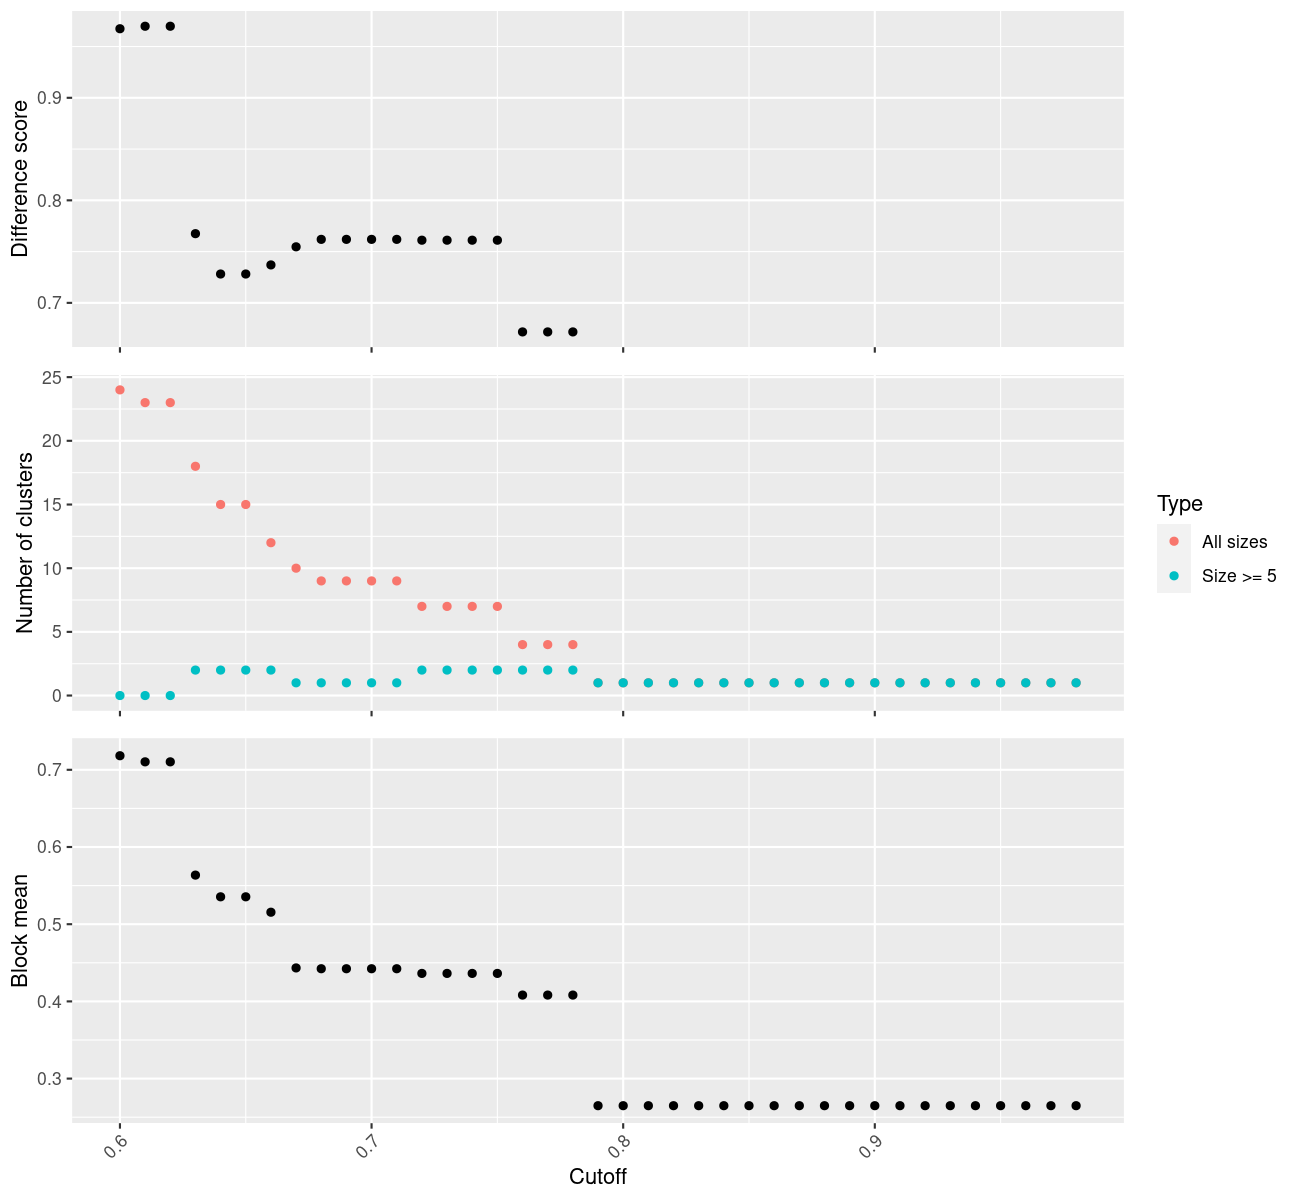 Difference score
0.9
0.8
0.7
Number of clusters
25
20
15
10
5
0
Type
All sizes
Size >= 5
Block mean
0.7
0.6
0.5
0.4
0.3
0.6
0.7
0.8
0.9
Cutoff